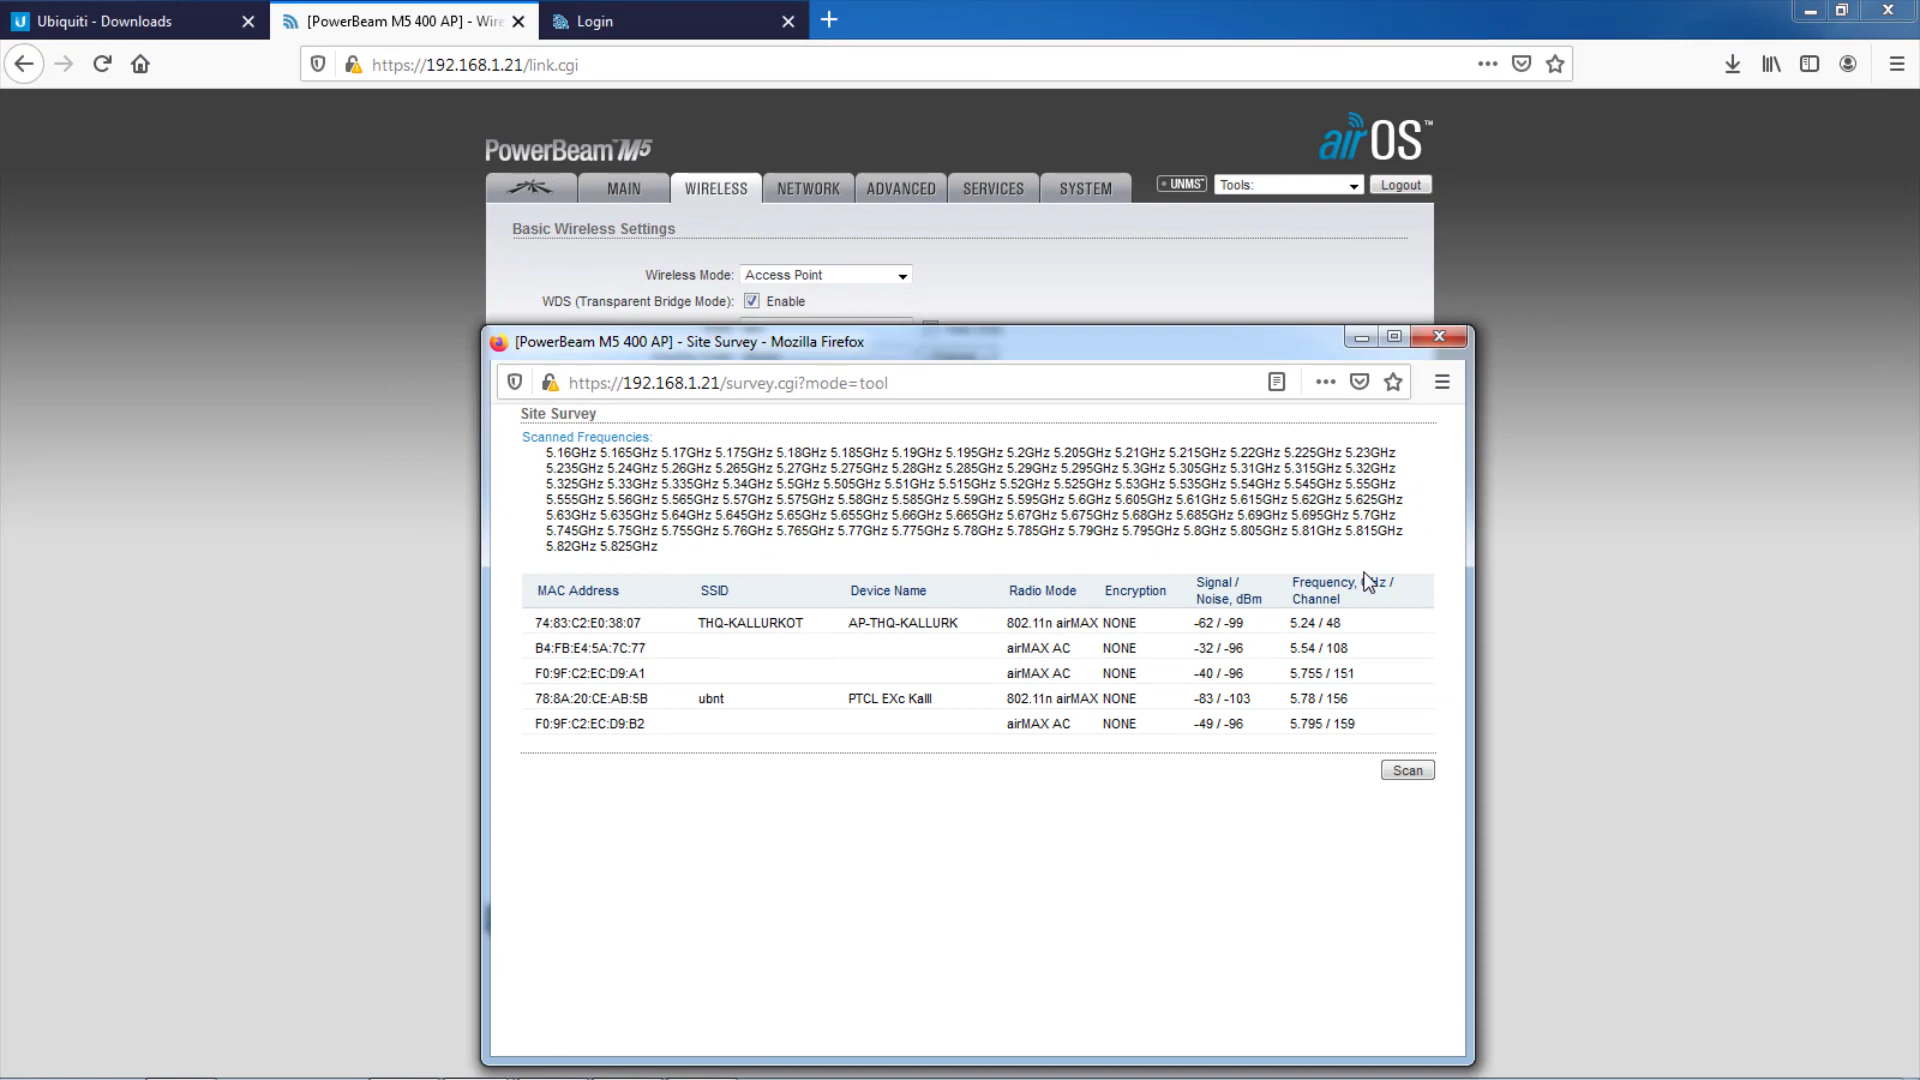 Ubiquiti - Downloads
[PowerBeam M5 400 AP] - Wire
Login
https://192.168.1.21/link.cgi
PowerBeam™ M5
airOS™
MAIN
WIRELESS
NETWORK
ADVANCED
SERVICES
SYSTEM
UNMS™
Tools:
Logout
Basic Wireless Settings
Wireless Mode: Access Point
WDS (Transparent Bridge Mode): Enable
[PowerBeam M5 400 AP] - Site Survey - Mozilla Firefox
https://192.168.1.21/survey.cgi?mode=tool
Site Survey
Scanned Frequencies:
5.16GHz 5.165GHz 5.17GHz 5.175GHz 5.18GHz 5.185GHz 5.19GHz 5.195GHz 5.2GHz 5.205GHz 5.21GHz 5.215GHz 5.22GHz 5.225GHz 5.23GHz
5.235GHz 5.24GHz 5.26GHz 5.265GHz 5.27GHz 5.275GHz 5.28GHz 5.285GHz 5.29GHz 5.295GHz 5.3GHz 5.305GHz 5.31GHz 5.315GHz 5.32GHz
5.325GHz 5.33GHz 5.335GHz 5.34GHz 5.5GHz 5.505GHz 5.51GHz 5.515GHz 5.52GHz 5.525GHz 5.53GHz 5.535GHz 5.54GHz 5.545GHz 5.55GHz
5.555GHz 5.56GHz 5.565GHz 5.57GHz 5.575GHz 5.58GHz 5.585GHz 5.59GHz 5.595GHz 5.6GHz 5.605GHz 5.61GHz 5.615GHz 5.62GHz 5.625GHz
5.63GHz 5.635GHz 5.64GHz 5.645GHz 5.65GHz 5.655GHz 5.66GHz 5.665GHz 5.67GHz 5.675GHz 5.68GHz 5.685GHz 5.69GHz 5.695GHz 5.7GHz
5.745GHz 5.75GHz 5.755GHz 5.76GHz 5.765GHz 5.77GHz 5.775GHz 5.78GHz 5.785GHz 5.79GHz 5.795GHz 5.8GHz 5.805GHz 5.81GHz 5.815GHz
5.82GHz 5.825GHz
MAC Address SSID Device Name Radio Mode Encryption Signal / Noise, dBm Frequency, GHz / Channel
74:83:C2:E0:38:07 THQ-KALLURKOT AP-THQ-KALLURK 802.11n airMAX NONE -62 / -99 5.24 / 48
B4:FB:E4:5A:7C:77 airMAX AC NONE -32 / -96 5.54 / 108
F0:9F:C2:EC:D9:A1 airMAX AC NONE -40 / -96 5.755 / 151
78:8A:20:CE:AB:5B ubnt PTCL EXc Kalll 802.11n airMAX NONE -83 / -103 5.78 / 156
F0:9F:C2:EC:D9:B2 airMAX AC NONE -49 / -96 5.795 / 159
Scan